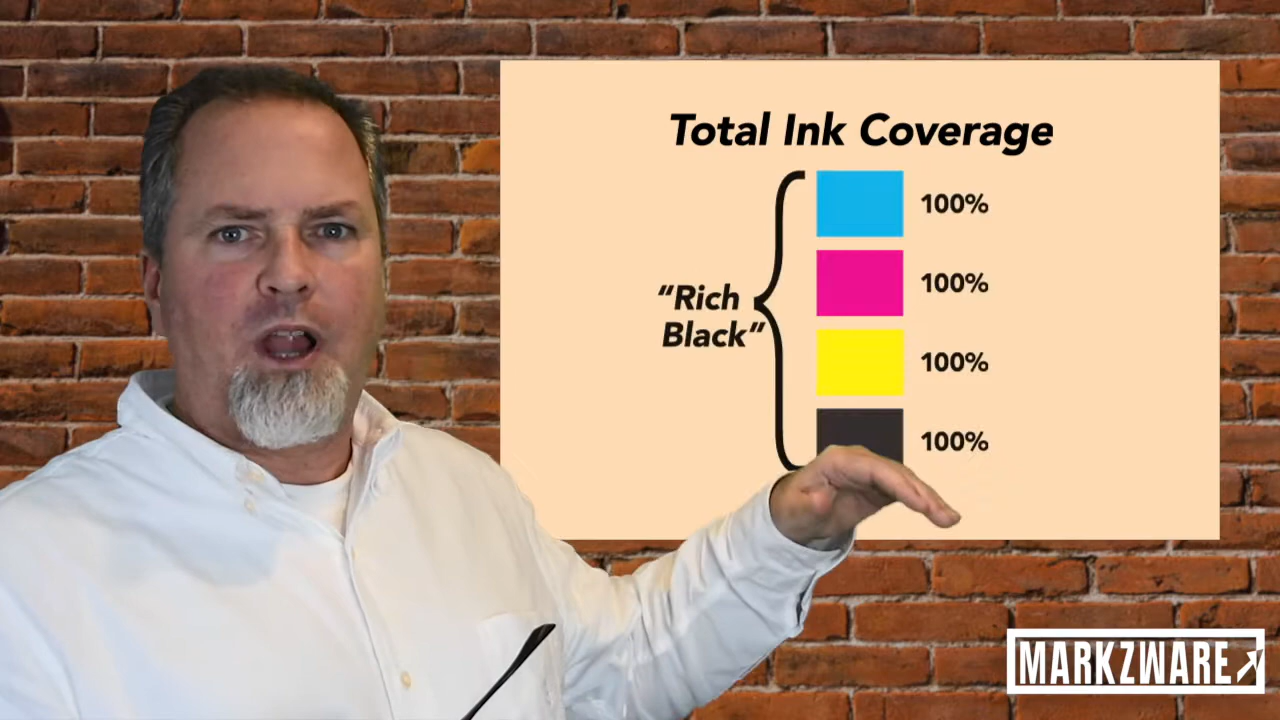 Total Ink Coverage
100%
100%
“Rich
Black”
100%
100%
MARKZWARE